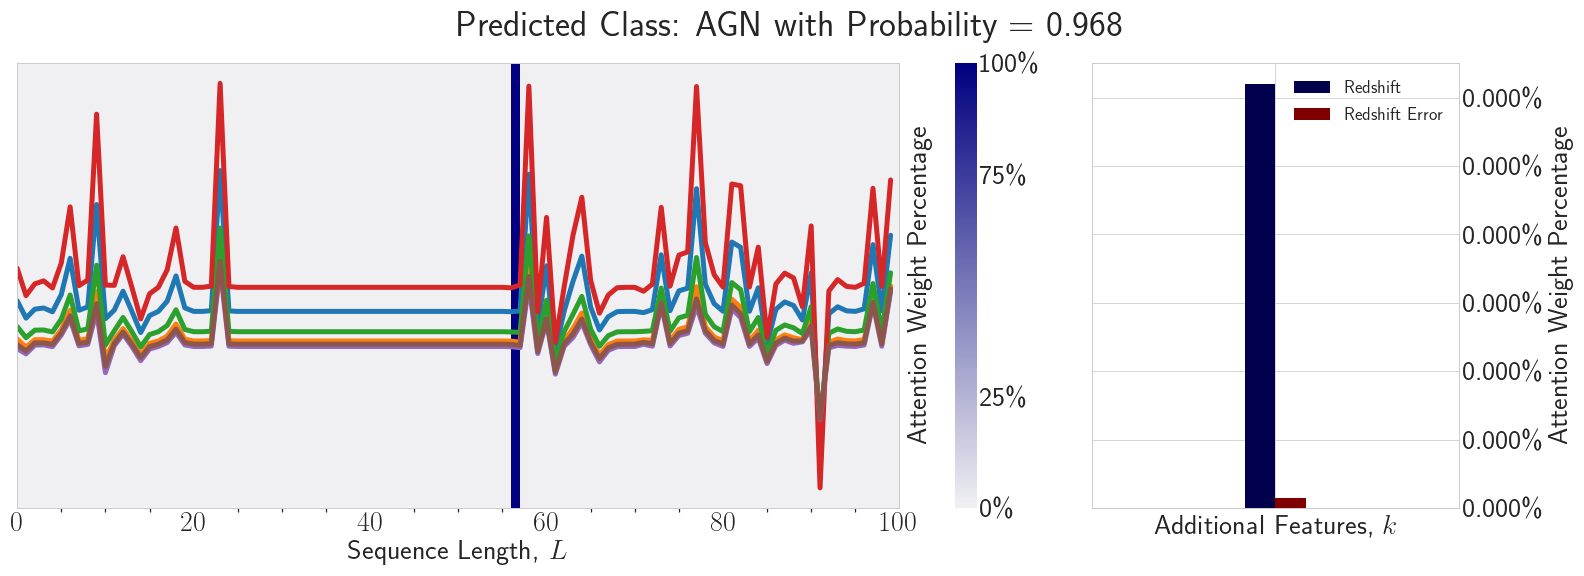 Predicted Class: AGN with Probability = 0.968
0 20 40 60 80 100
Sequence Length, L
100%
75%
Attention Weight Percentage
25%
0%
Redshift
Redshift Error
0.000%
0.000%
0.000%
0.000%
0.000%
0.000%
0.000%
Attention Weight Percentage
Additional Features, k